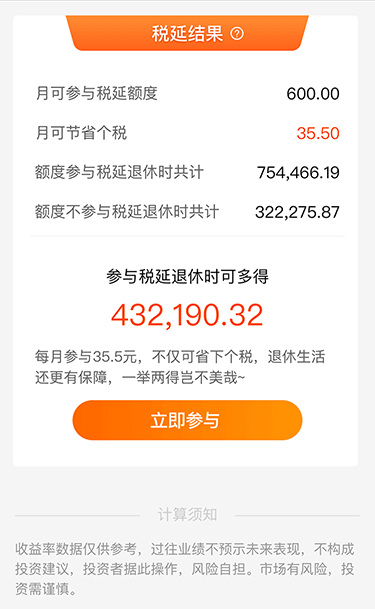 税延结果 ?
月可参与税延额度 600.00
月可节省个税 35.50
额度参与税延退休时共计 754,466.19
额度不参与税延退休时共计 322,275.87
参与税延退休时可多得
432,190.32
每月参与35.5元，不仅可省下个税，退休生活
还更有保障，一举两得岂不美哉~
立即参与
计算须知
收益率数据仅供参考，过往业绩不预示未来表现，不构成
投资建议，投资者据此操作，风险自担。市场有风险，投
资需谨慎。